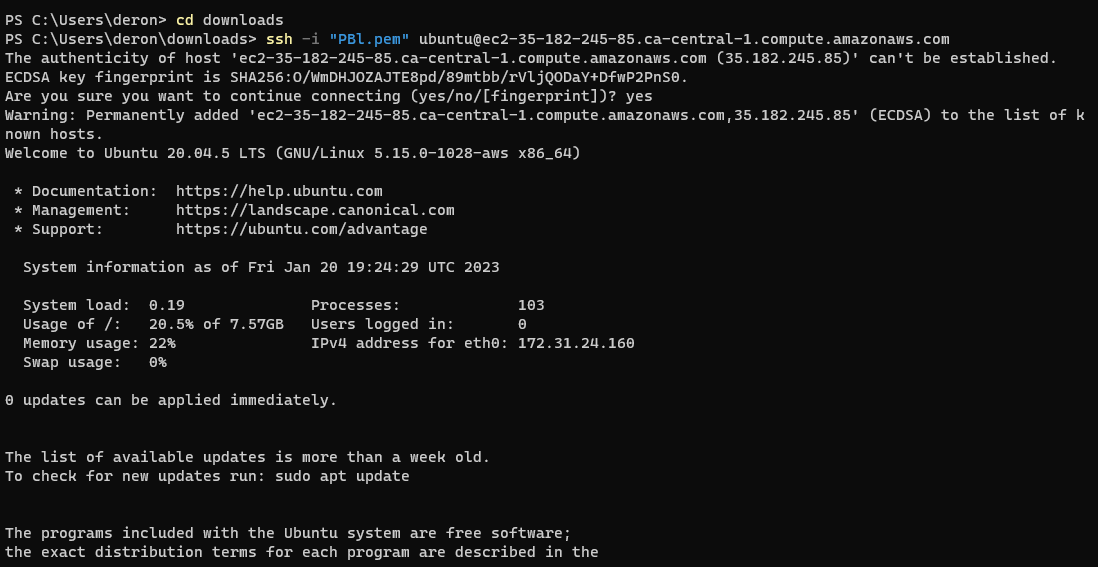 PS C:\Users\deron> cd downloads
PS C:\Users\deron\downloads> ssh -i "PBl.pem" ubuntu@ec2-35-182-245-85.ca-central-1.compute.amazonaws.com
The authenticity of host 'ec2-35-182-245-85.ca-central-1.compute.amazonaws.com (35.182.245.85)' can't be established.
ECDSA key fingerprint is SHA256:O/WmDHJOZAJTE8pd/89mtbb/rVljQODaY+DfwP2PnS0.
Are you sure you want to continue connecting (yes/no/[fingerprint])? yes
Warning: Permanently added 'ec2-35-182-245-85.ca-central-1.compute.amazonaws.com,35.182.245.85' (ECDSA) to the list of k
nown hosts.
Welcome to Ubuntu 20.04.5 LTS (GNU/Linux 5.15.0-1028-aws x86_64)

 * Documentation:  https://help.ubuntu.com
 * Management:     https://landscape.canonical.com
 * Support:        https://ubuntu.com/advantage

  System information as of Fri Jan 20 19:24:29 UTC 2023

  System load:  0.19              Processes:             103
  Usage of /:   20.5% of 7.57GB   Users logged in:       0
  Memory usage: 22%               IPv4 address for eth0: 172.31.24.160
  Swap usage:   0%

0 updates can be applied immediately.


The list of available updates is more than a week old.
To check for new updates run: sudo apt update


The programs included with the Ubuntu system are free software;
the exact distribution terms for each program are described in the